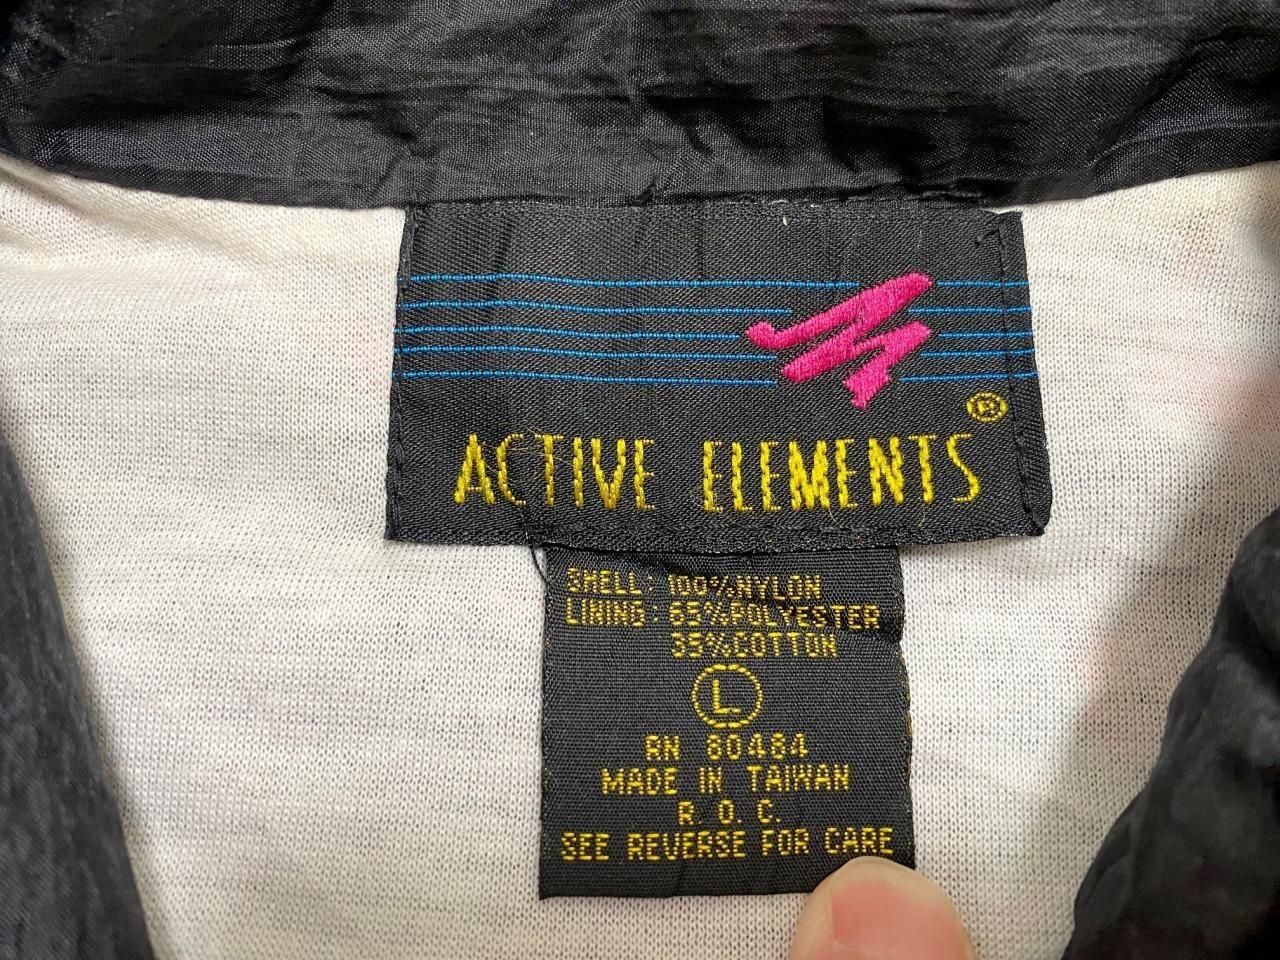 ®
ACTIVE ELEMENTS
SHELL: 100%NYLON
LINING: 65%POLYESTER
35%COTTON
L
RN 80484
MADE IN TAIWAN
R. O. C.
SEE REVERSE FOR CARE